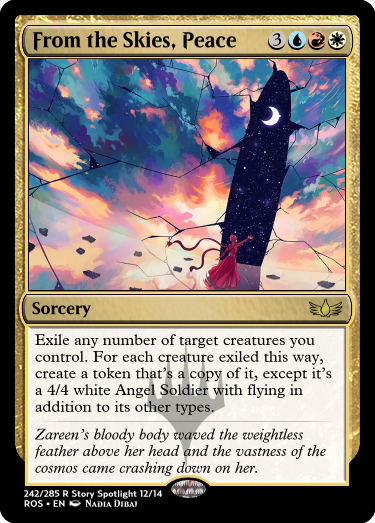 From the Skies, Peace 3
Sorcery
Exile any number of target creatures you
control. For each creature exiled this way,
create a token that's a copy of it, except it's
a 4/4 white Angel Soldier with flying in
addition to its other types.
Zareen's bloody body waved the weightless
feather above her head and the vastness of the
cosmos came crashing down on her.
242/285 R Story Spotlight 12/14
ROS • EN Nadia Dibaj